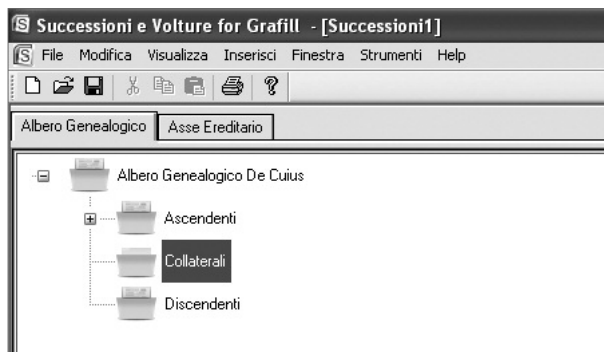 Successioni e Volture for Grafill - [Successioni1]
File Modifica Visualizza Inserisci Finestra Strumenti Help
Albero Genealogico Asse Ereditario
Albero Genealogico De Cuius
Ascendenti
Collaterali
Discendenti